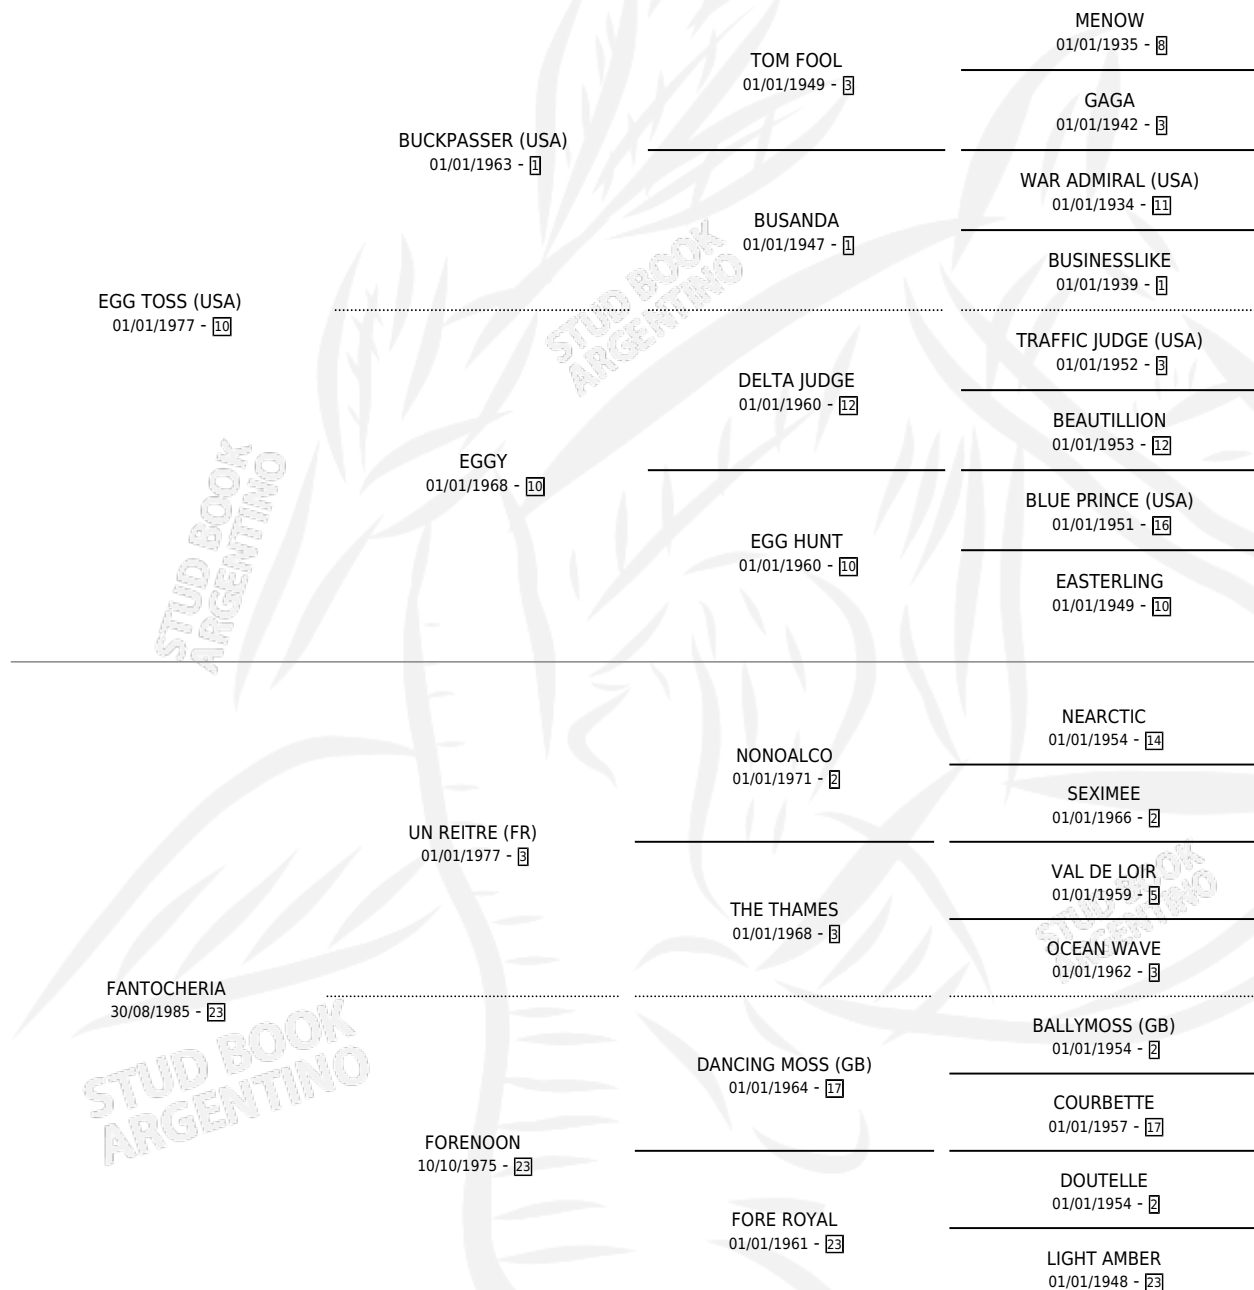 MENOW
01/01/1935 - 8
TOM FOOL
01/01/1949 - 3
GAGA
01/01/1942 - 3
BUCKPASSER (USA)
01/01/1963 - 1
WAR ADMIRAL (USA)
01/01/1934 - 11
BUSANDA
01/01/1947 - 1
BUSINESSLIKE
01/01/1939 - 1
EGG TOSS (USA)
01/01/1977 - 10
TRAFFIC JUDGE (USA)
01/01/1952 - 3
DELTA JUDGE
01/01/1960 - 12
BEAUTILLION
01/01/1953 - 12
EGGY
01/01/1968 - 10
BLUE PRINCE (USA)
01/01/1951 - 16
EGG HUNT
01/01/1960 - 10
EASTERLING
01/01/1949 - 10
NEARCTIC
01/01/1954 - 14
NONOALCO
01/01/1971 - 2
SEXIMEE
01/01/1966 - 2
UN REITRE (FR)
01/01/1977 - 3
VAL DE LOIR
01/01/1959 - 5
THE THAMES
01/01/1968 - 3
OCEAN WAVE
01/01/1962 - 3
FANTOCHERIA
30/08/1985 - 23
BALLYMOSS (GB)
01/01/1954 - 2
DANCING MOSS (GB)
01/01/1964 - 17
COURBETTE
01/01/1957 - 17
FORENOON
10/10/1975 - 23
DOUTELLE
01/01/1954 - 2
FORE ROYAL
01/01/1961 - 23
LIGHT AMBER
01/01/1948 - 23
STUD BOOK
ARGENTINO
STUD BOOK
ARGENTINO
STUD BOOK
ARGENTINO
STUD BOOK
ARGENTINO